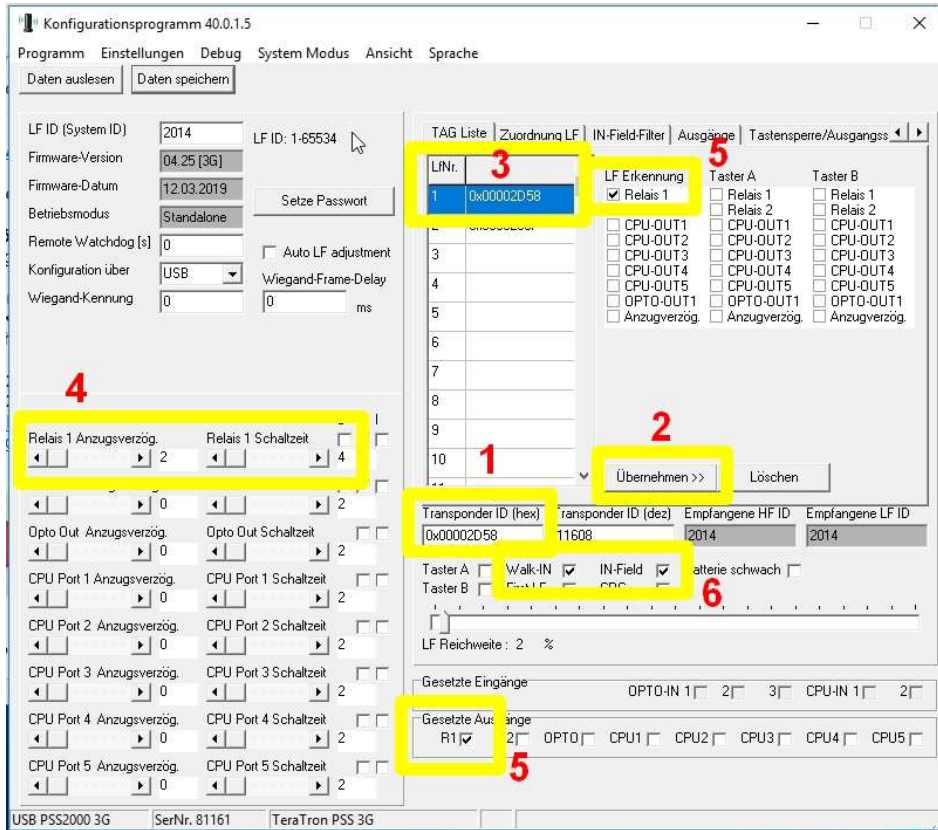 Konfigurationsprogramm 40.0.1.5
Programm Einstellungen Debug System Modus Ansicht Sprache
Daten auslesen Daten speichern
LF ID (System ID) 2014 LF ID: 1-65534
Firmware-Version 04.25 [3G]
Firmware-Datum 12.03.2019 Setze Passwort
Betriebsmodus Standalone
Remote Watchdog [s] 0 Auto LF adjustment
Konfiguration über USB Wiegand-Frame-Delay
Wiegand-Kennung 0 0 ms
4
Relais 1 Anzugsverzög. Relais 1 Schaltzeit
2 4
0 2
Opto Out Anzugsverzög. Opto Out Schaltzeit
0 2
CPU Port 1 Anzugsverzög. CPU Port 1 Schaltzeit
0 2
CPU Port 2 Anzugsverzög. CPU Port 2 Schaltzeit
0 2
CPU Port 3 Anzugsverzög. CPU Port 3 Schaltzeit
0 2
CPU Port 4 Anzugsverzög. CPU Port 4 Schaltzeit
0 2
CPU Port 5 Anzugsverzög. CPU Port 5 Schaltzeit
0 2
TAG Liste Zuordnung LF IN-Field-Filter Ausgänge Tastensperre/Ausgangss
LfNr. 3 5
1 0x00002D58
2
3
4
5
6
7
8
9
10
LF Erkennung Taster A Taster B
Relais 1 Relais 1 Relais 1
Relais 2 Relais 2
CPU-OUT1 CPU-OUT1 CPU-OUT1
CPU-OUT2 CPU-OUT2 CPU-OUT2
CPU-OUT3 CPU-OUT3 CPU-OUT3
CPU-OUT4 CPU-OUT4 CPU-OUT4
CPU-OUT5 CPU-OUT5 CPU-OUT5
OPTO-OUT1 OPTO-OUT1 OPTO-OUT1
Anzugverzög. Anzugverzög. Anzugverzög.
1 2
Übernehmen >> Löschen
Transponder ID (hex) Transponder ID (dez) Empfangene HF ID Empfangene LF ID
0x00002D58 11608 2014 2014
Taster A Walk-IN IN-Field Batterie schwach
Taster B 6
LF Reichweite : 2 %
Gesetzte Eingänge
OPTO-IN 1 2 3 CPU-IN 1 2
Gesetzte Ausgänge
R1 2 OPTO CPU1 CPU2 CPU3 CPU4 CPU5
5
USB PSS2000 3G SerNr. 81161 TeraTron PSS 3G